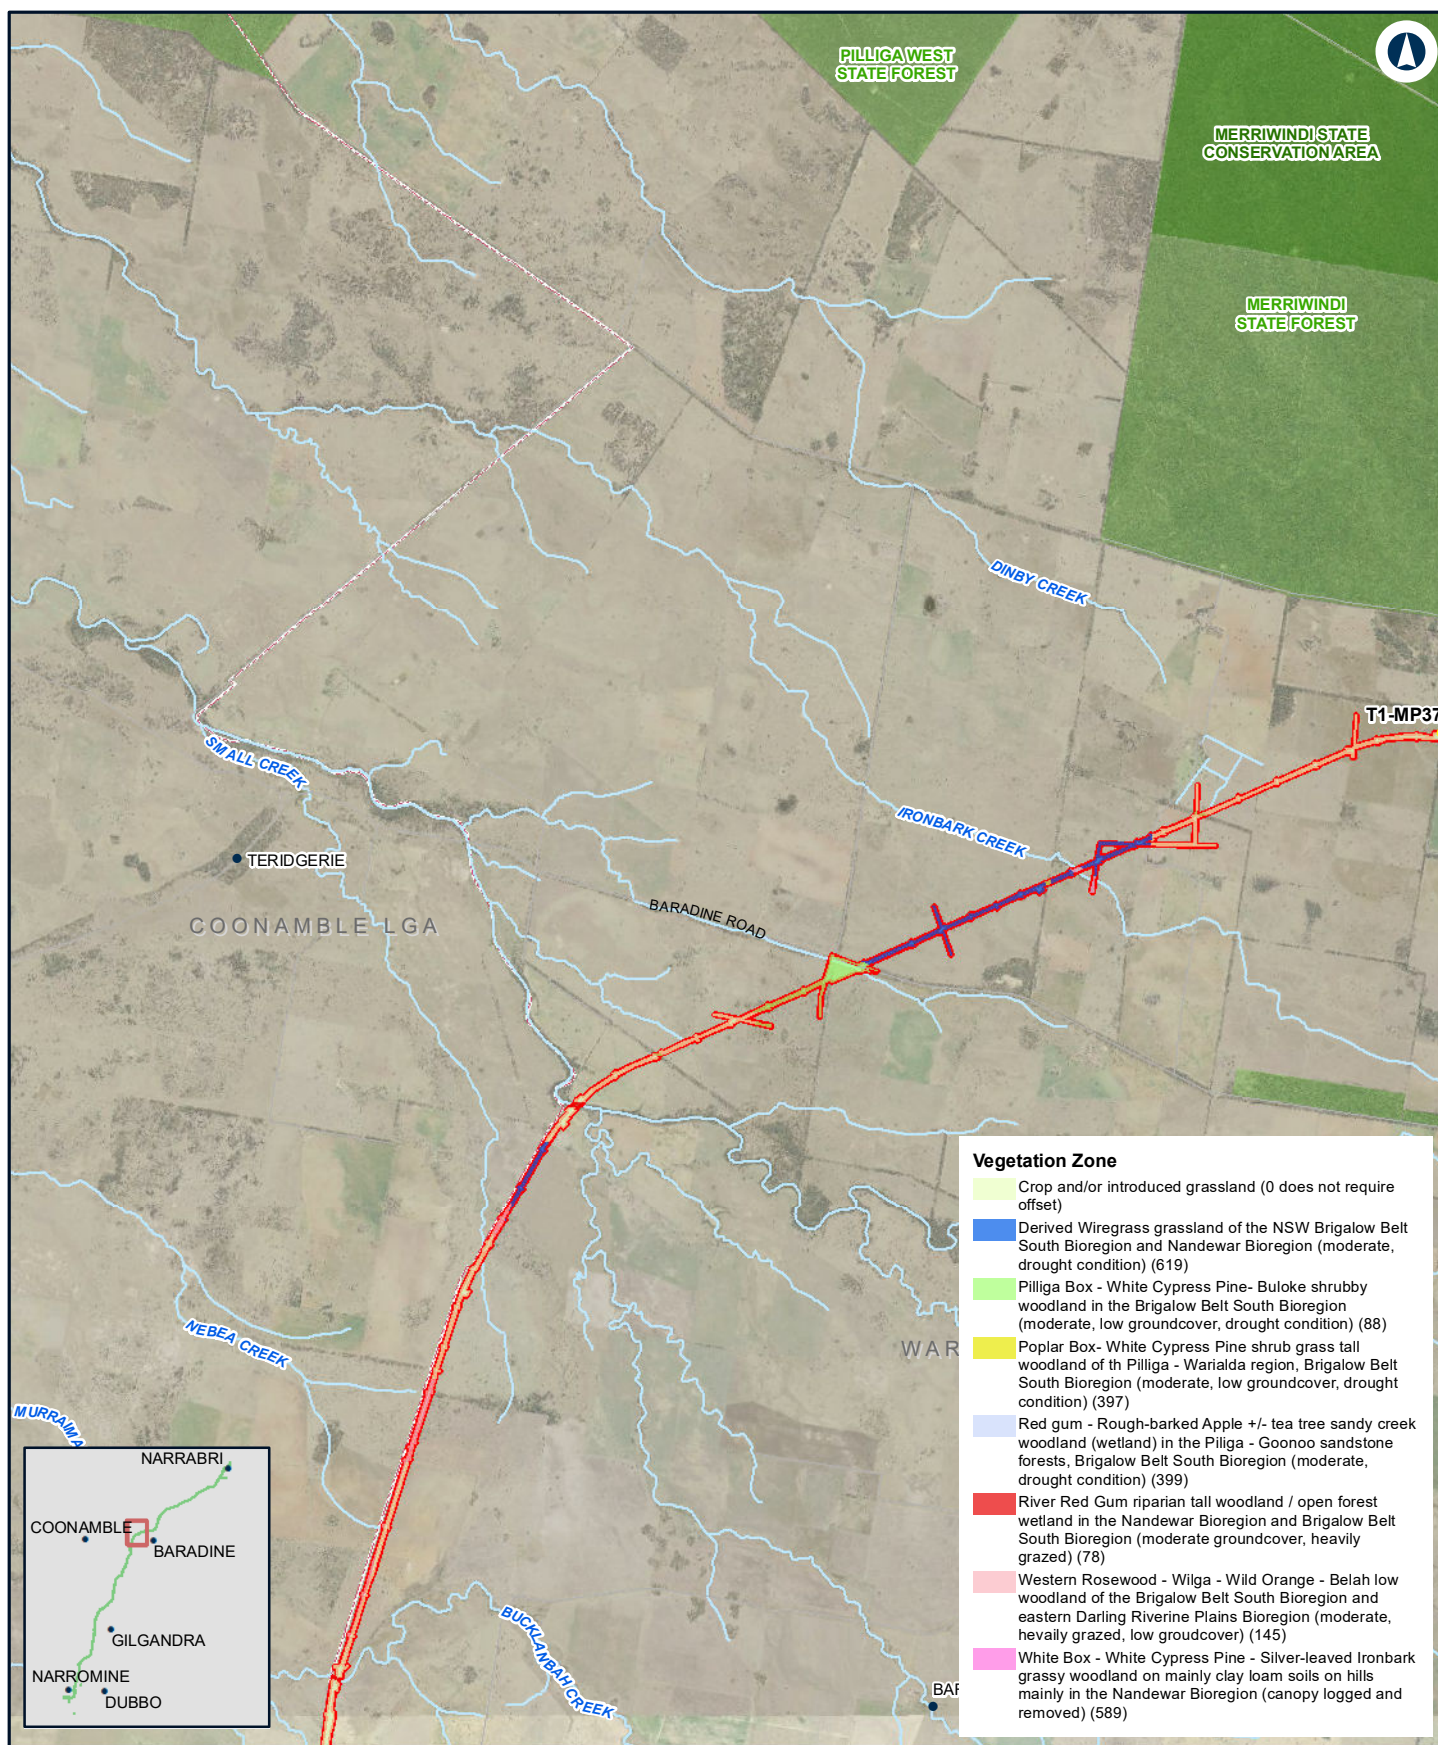 PILLIGA WEST
STATE FOREST
MERRIWINDI STATE
CONSERVATION AREA
MERRIWINDI
STATE FOREST
DINBY CREEK
T1-MP37
SMALL CREEK
IRONBARK CREEK
TERIDGERIE
BARADINE ROAD
COONAMBLE LGA
NEBEA CREEK
WAR
MURRAIMA
BUCKLANBAH CREEK
BAR
NARRABRI
COONAMBLE
BARADINE
GILGANDRA
NARROMINE
DUBBO
Vegetation Zone
Crop and/or introduced grassland (0 does not require
offset)
Derived Wiregrass grassland of the NSW Brigalow Belt
South Bioregion and Nandewar Bioregion (moderate,
drought condition) (619)
Pilliga Box - White Cypress Pine- Buloke shrubby
woodland in the Brigalow Belt South Bioregion
(moderate, low groundcover, drought condition) (88)
Poplar Box- White Cypress Pine shrub grass tall
woodland of th Pilliga - Warialda region, Brigalow Belt
South Bioregion (moderate, low groundcover, drought
condition) (397)
Red gum - Rough-barked Apple +/- tea tree sandy creek
woodland (wetland) in the Piliga - Goonoo sandstone
forests, Brigalow Belt South Bioregion (moderate,
drought condition) (399)
River Red Gum riparian tall woodland / open forest
wetland in the Nandewar Bioregion and Brigalow Belt
South Bioregion (moderate groundcover, heavily
grazed) (78)
Western Rosewood - Wilga - Wild Orange - Belah low
woodland of the Brigalow Belt South Bioregion and
eastern Darling Riverine Plains Bioregion (moderate,
hevaily grazed, low groudcover) (145)
White Box - White Cypress Pine - Silver-leaved Ironbark
grassy woodland on mainly clay loam soils on hills
mainly in the Nandewar Bioregion (canopy logged and
removed) (589)